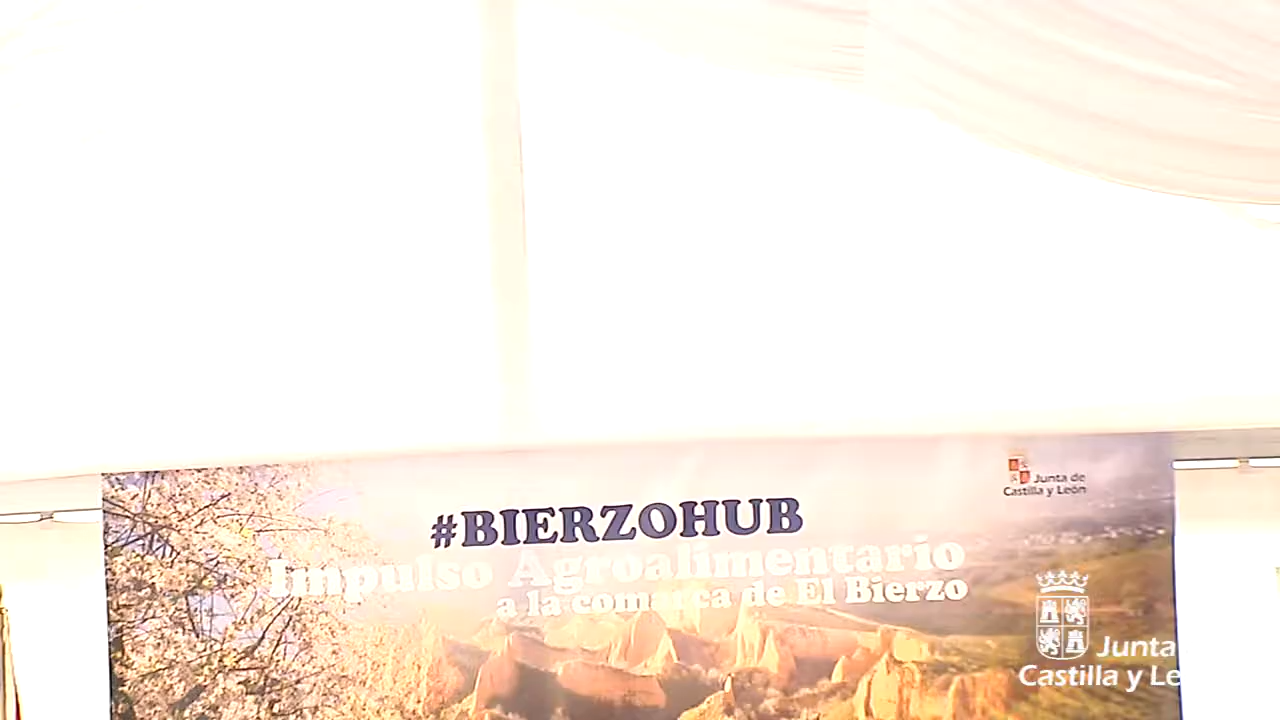 Junta de
Castilla y León
#BIERZOHUB
Impulso Agroalimentario
a la comarca de El Bierzo
Junta
Castilla y Le